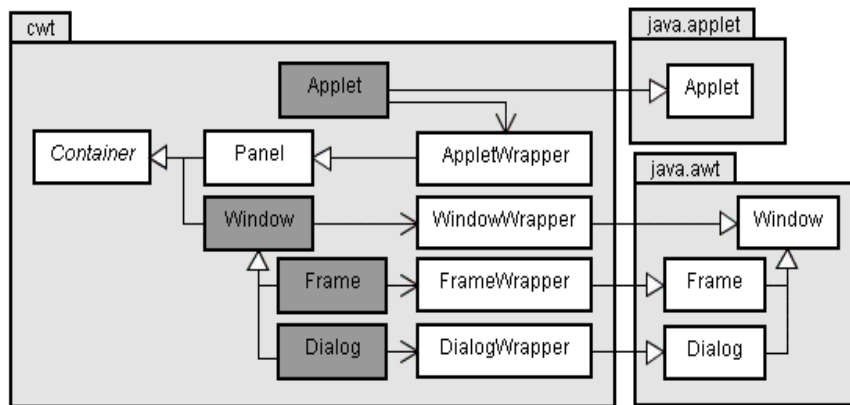 cwt
java.applet
Applet
Applet
Container
Panel
AppletWrapper
java.awt
Window
WindowWrapper
Window
Frame
FrameWrapper
Frame
Dialog
DialogWrapper
Dialog